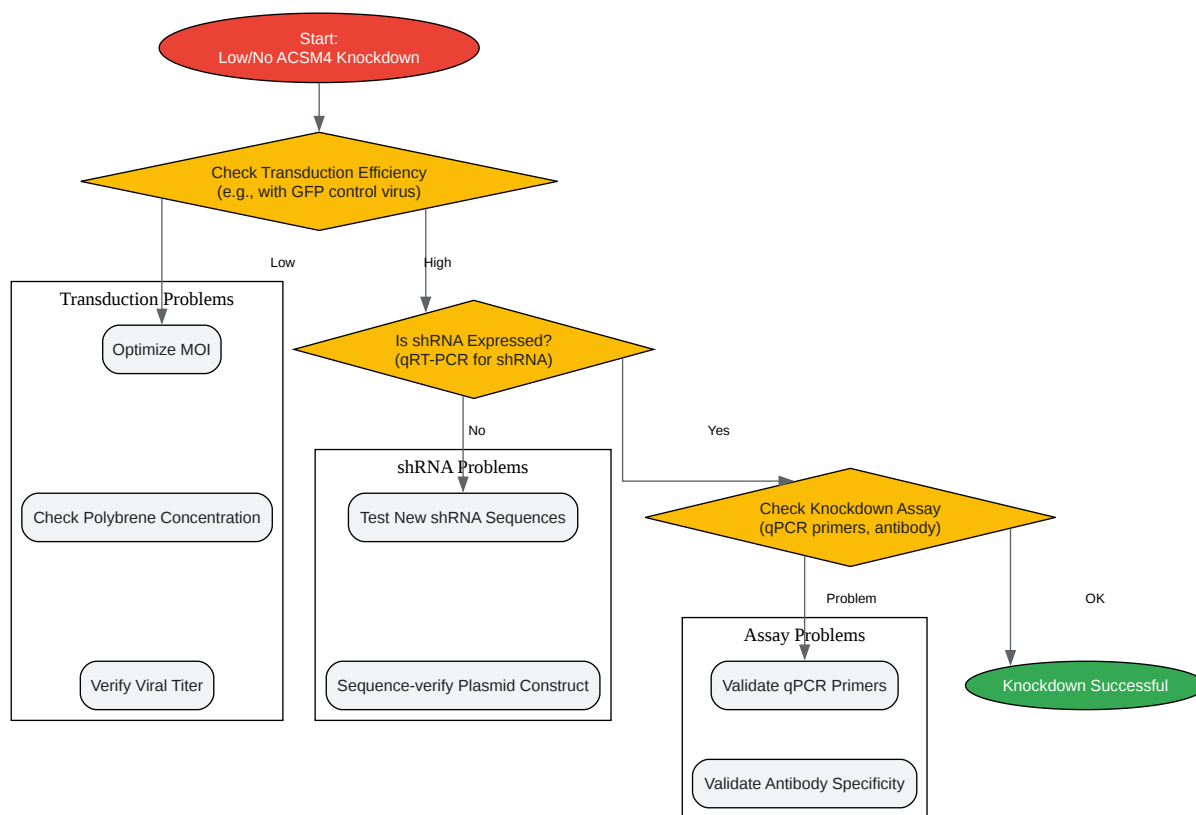 Start:
Low/No ACSM4 Knockdown
Check Transduction Efficiency
(e.g., with GFP control virus)
Low
High
Transduction Problems
Optimize MOI
Is shRNA Expressed?
(qRT-PCR for shRNA)
No
Yes
shRNA Problems
Check Polybrene Concentration
Test New shRNA Sequences
Check Knockdown Assay
(qPCR primers, antibody)
Problem
OK
Assay Problems
Verify Viral Titer
Sequence-verify Plasmid Construct
Validate qPCR Primers
Knockdown Successful
Validate Antibody Specificity